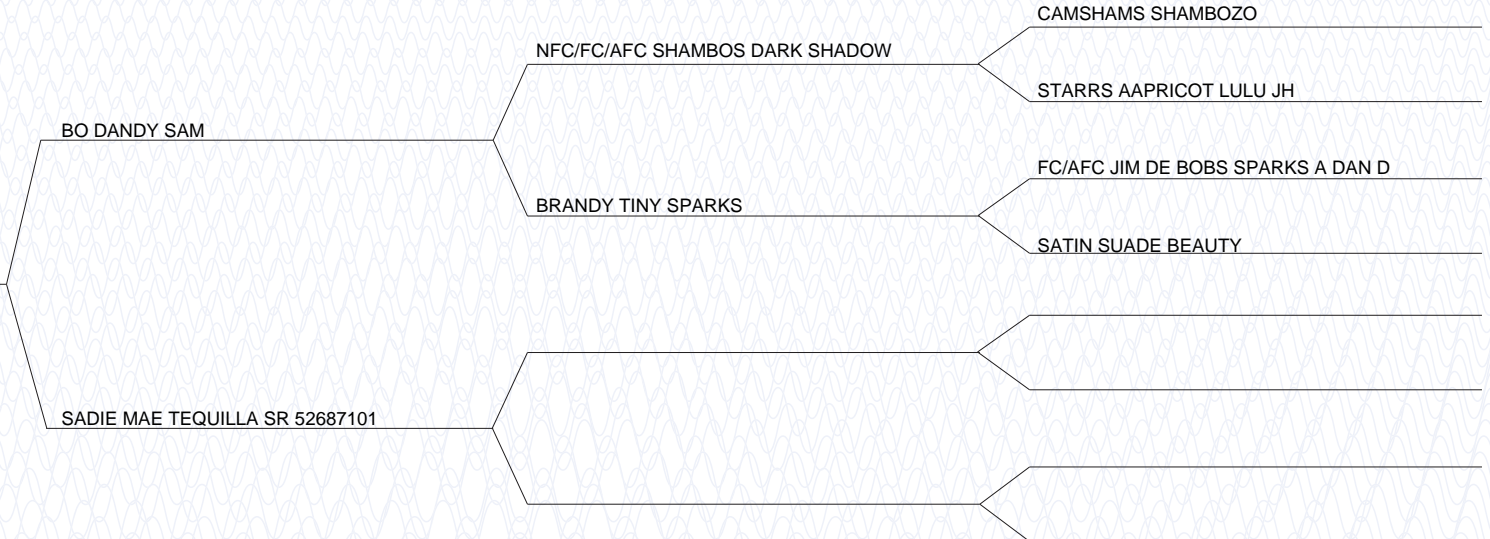 CAMSHAMS SHAMBOZO
NFC/FC/AFC SHAMBOS DARK SHADOW
STARRS AAPRICOT LULU JH
BO DANDY SAM
FC/AFC JIM DE BOBS SPARKS A DAN D
BRANDY TINY SPARKS
SATIN SUADE BEAUTY
SADIE MAE TEQUILLA SR 52687101